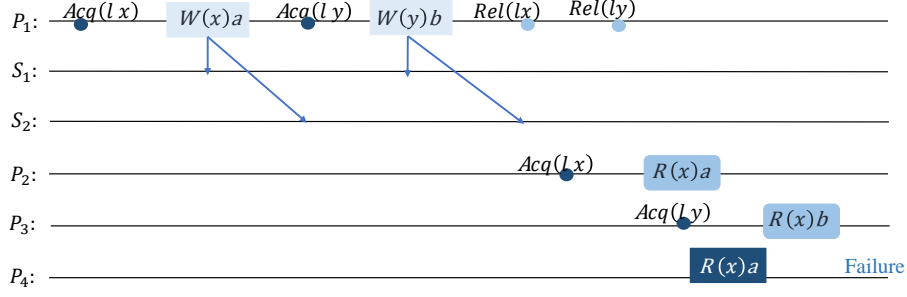 P₁: Acq(l x) W(x)a Acq(l y) W(y)b Rel(lx) Rel(ly)
S₁:
S₂:
P₂: Acq(l x) R(x)a
P₃: Acq(l y) R(x)b
P₄: R(x)a Failure